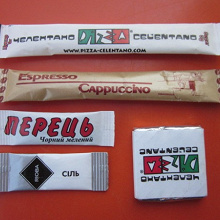 ЧЕЛЕНТАНО PIZZA CELENTANO
WWW.PIZZA-CELENTANO.COM
ESPRESSO
CAPPUCCINO
ПЕРЕЦЬ
Чорний мелений
СІЛЬ
ЧЕЛЕНТАНО
PIZZA
CELENTANO